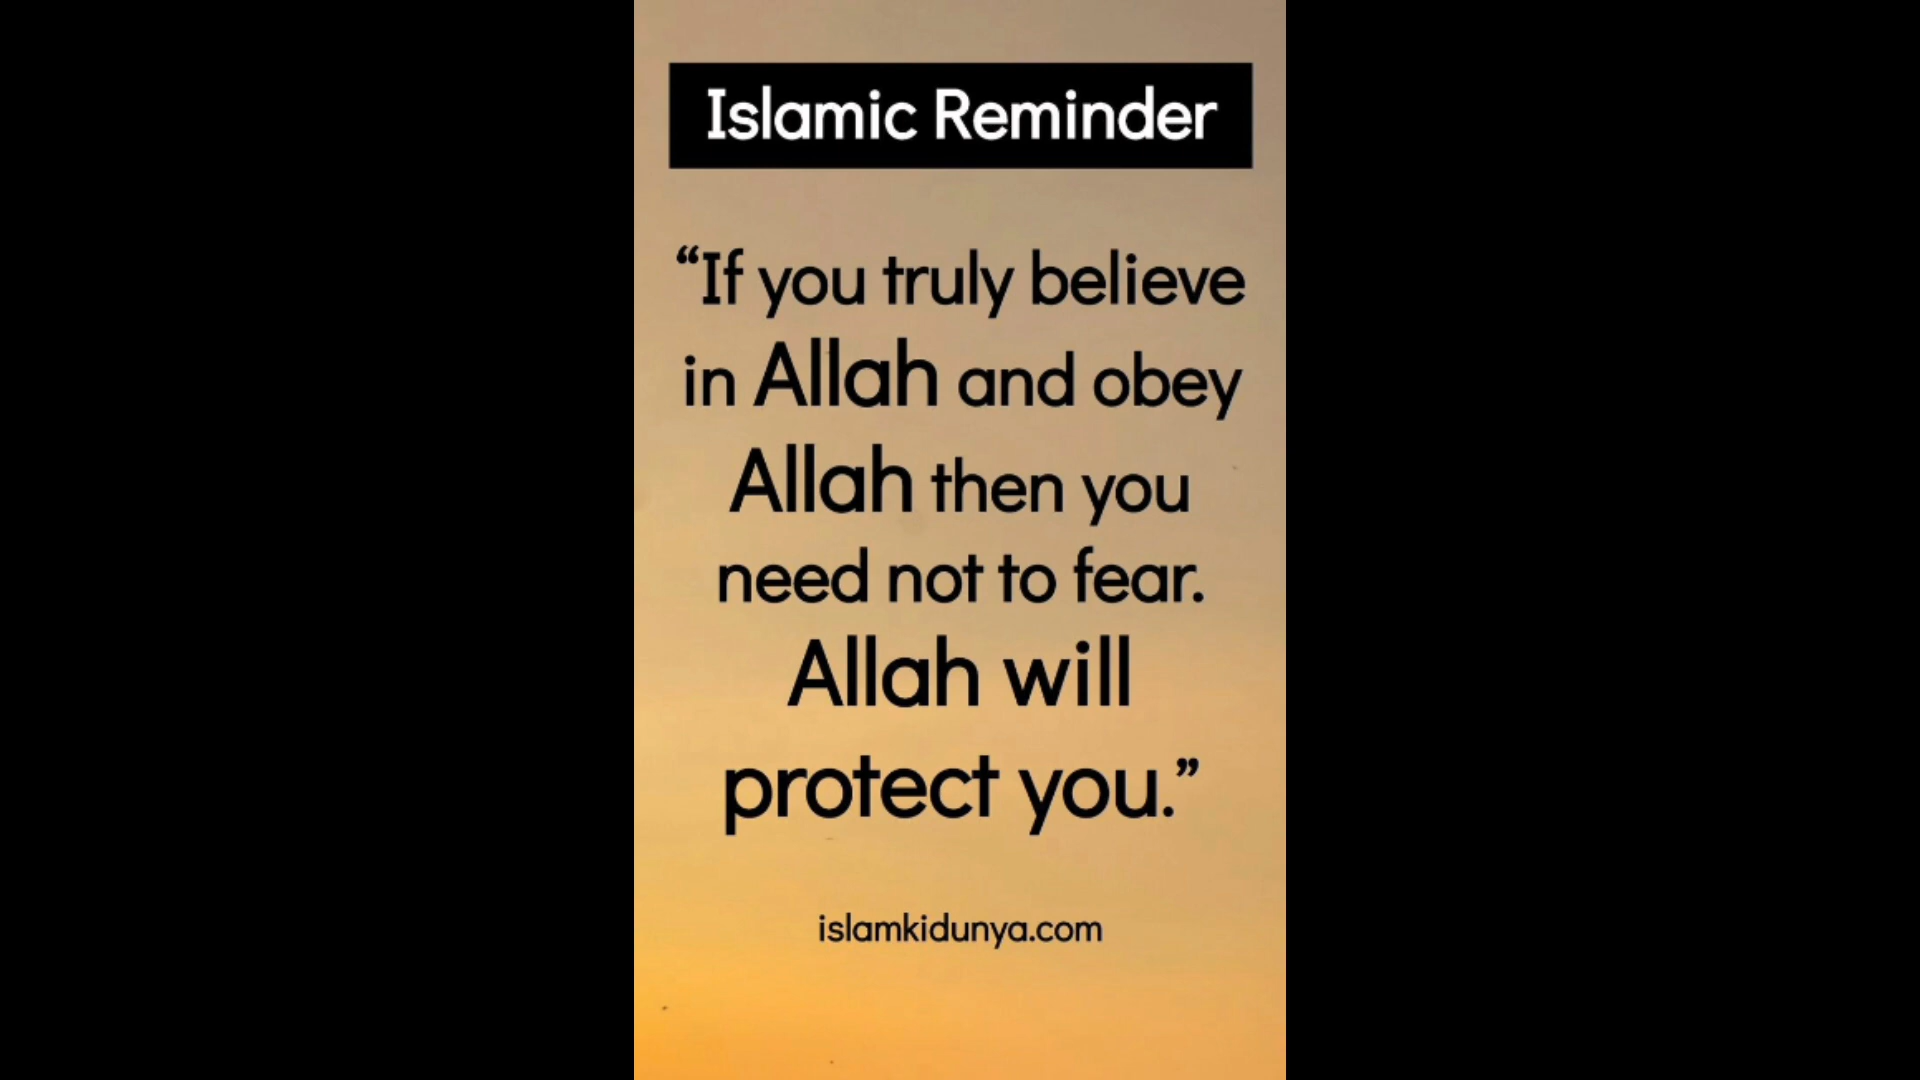 Islamic Reminder
“If you truly believe
in Allah and obey
Allah then you
need not to fear.
Allah will
protect you.”
islamkidunya.com